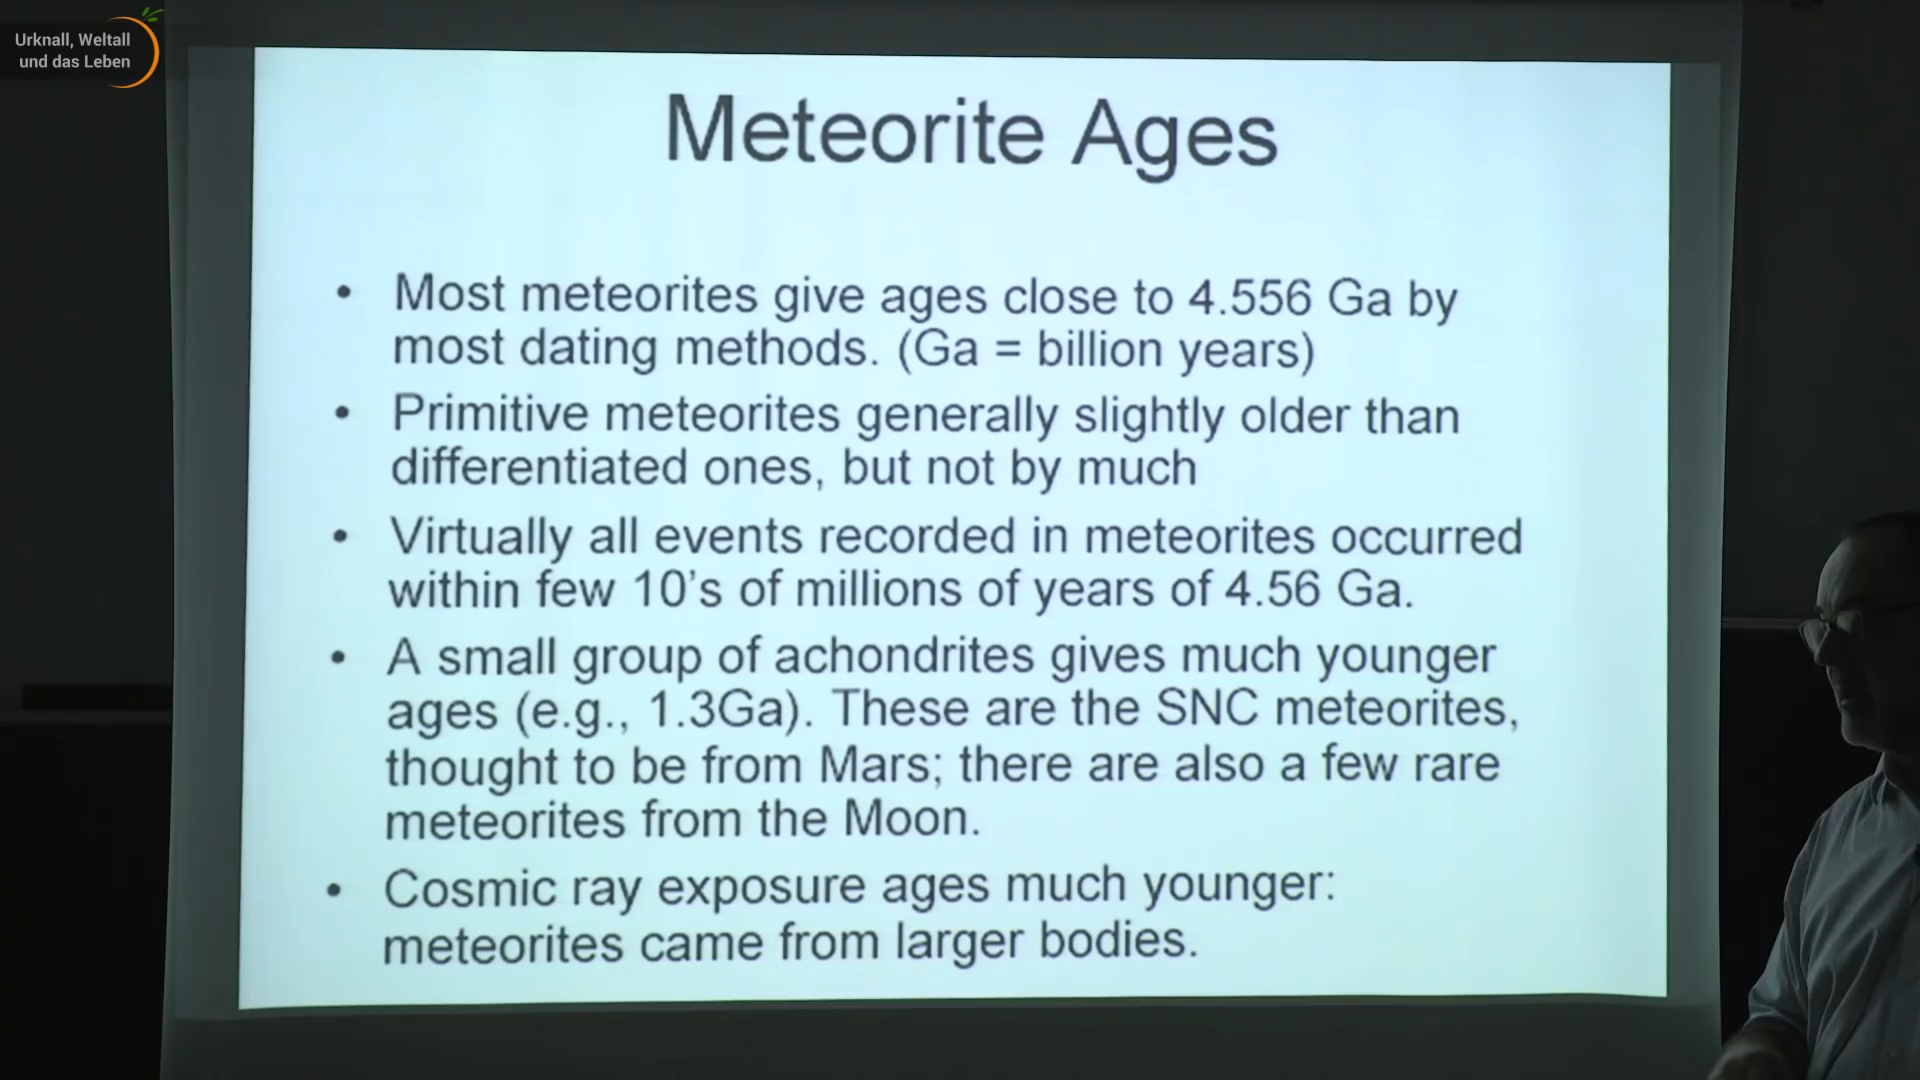 Urknall, Weltall
und das Leben
Meteorite Ages
• Most meteorites give ages close to 4.556 Ga by
most dating methods. (Ga = billion years)
• Primitive meteorites generally slightly older than
differentiated ones, but not by much
• Virtually all events recorded in meteorites occurred
within few 10's of millions of years of 4.56 Ga.
• A small group of achondrites gives much younger
ages (e.g., 1.3Ga). These are the SNC meteorites,
thought to be from Mars; there are also a few rare
meteorites from the Moon.
• Cosmic ray exposure ages much younger:
meteorites came from larger bodies.